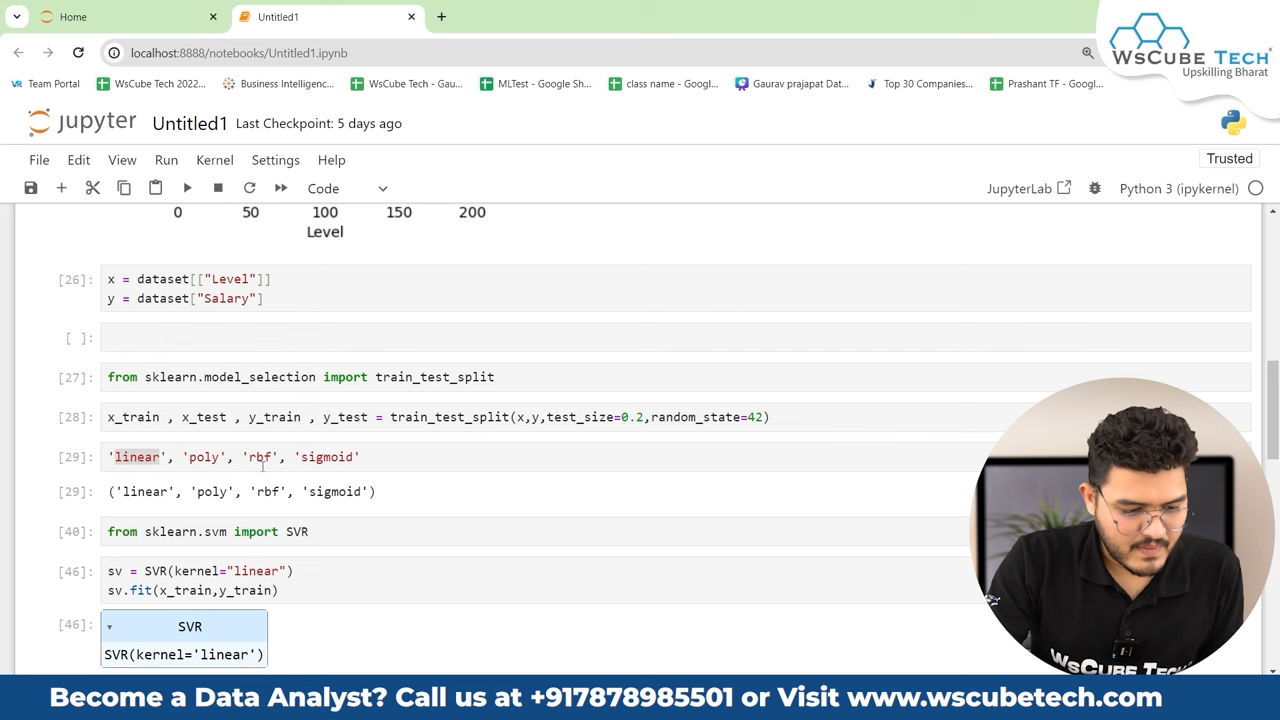 Home
Untitled1
localhost:8888/notebooks/Untitled1.ipynb
WsCube Tech
Upskilling Bharat
Team Portal
WsCube Tech 2022...
Business Intelligenc...
WsCube Tech - Gau...
MLTest - Google Sh...
class name - Googl...
Gaurav prajapat Dat...
Top 30 Companies...
Prashant TF - Goog...
jupyter Untitled1 Last Checkpoint: 5 days ago
File Edit View Run Kernel Settings Help
Trusted
Code
JupyterLab
Python 3 (ipykernel)
0 50 100 150 200
Level
[26]: x = dataset[["Level"]]
y = dataset["Salary"]
[ ]:
[27]: from sklearn.model_selection import train_test_split
[28]: x_train , x_test , y_train , y_test = train_test_split(x,y,test_size=0.2,random_state=42)
[29]: 'linear', 'poly', 'rbf', 'sigmoid'
[29]: ('linear', 'poly', 'rbf', 'sigmoid')
[40]: from sklearn.svm import SVR
[46]: sv = SVR(kernel="linear")
sv.fit(x_train,y_train)
[46]: SVR
SVR(kernel='linear')
WsCube Tech
Become a Data Analyst? Call us at +917878985501 or Visit www.wscubetech.com